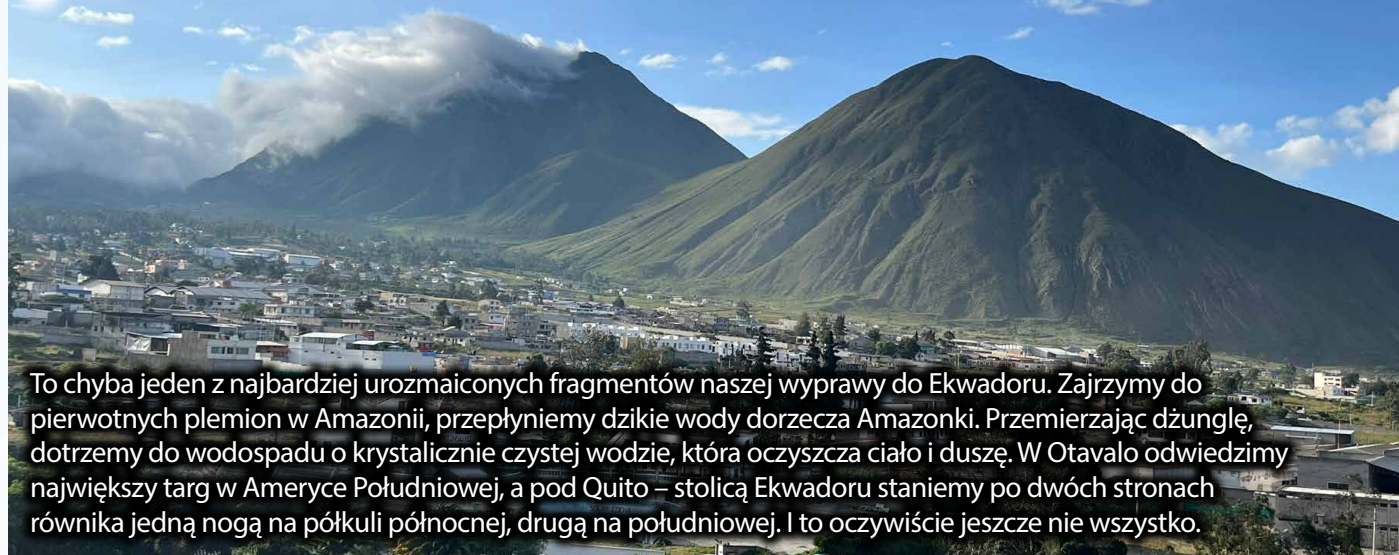 To chyba jeden z najbardziej urozmaiconych fragmentów naszej wyprawy do Ekwadoru. Zajrzymy do
pierwotnych plemion w Amazonii, przepłyniemy dzikie wody dorzecza Amazonki. Przemierzając dżunglę,
dotrzemy do wodospadu o krystalicznie czystej wodzie, która oczyszcza ciało i duszę. W Otavalo odwiedzimy
największy targ w Ameryce Południowej, a pod Quito – stolicą Ekwadoru staniemy po dwóch stronach
równika jedną nogą na półkuli północnej, drugą na południowej. I to oczywiście jeszcze nie wszystko.